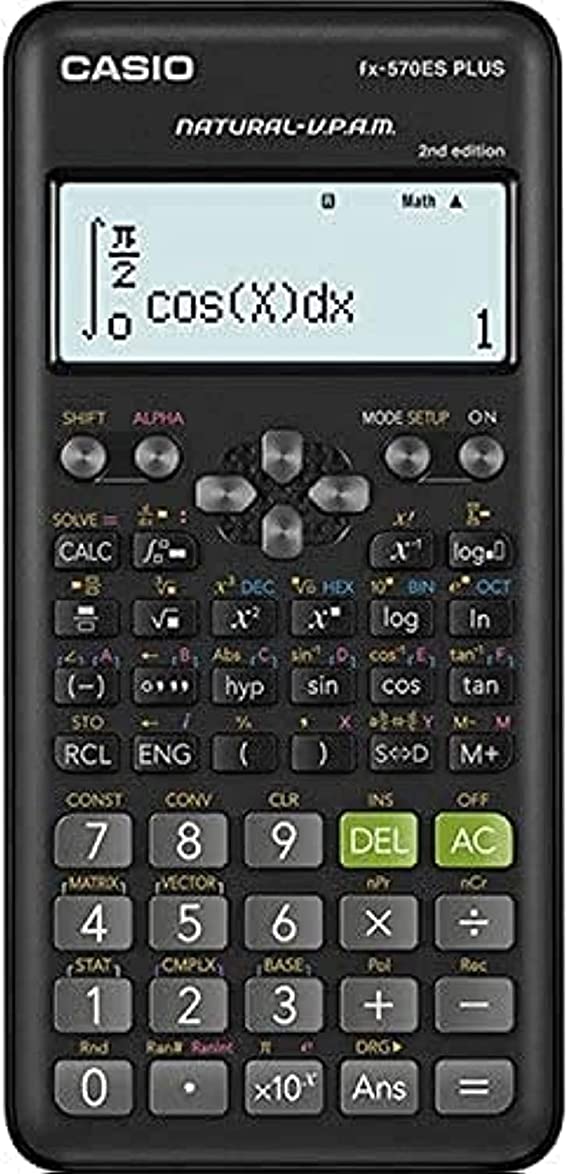 CASIO fx-570ES PLUS
NATURAL-V.P.A.M.
2nd edition
Math ▲
π
2
∫ cos(X)dx
0
1
SHIFT ALPHA MODE SETUP ON
SOLVE = : x!
CALC x⁻¹ log
x³ DEC HEX BIN OCT
√ x² log ln
A B Abs C sin⁻¹ D cos⁻¹ E tan⁻¹ F
(−) hyp sin cos tan
STO ← i % , X Y M− M
RCL ENG ( ) S⇔D M+
CONST CONV CLR INS OFF
7 8 9 DEL AC
MATRIX VECTOR nPr nCr
4 5 6 × ÷
STAT CMPLX BASE Pol Rec
1 2 3 + −
Rnd Ran# RanInt π e DRG▶
0 . ×10ˣ Ans =